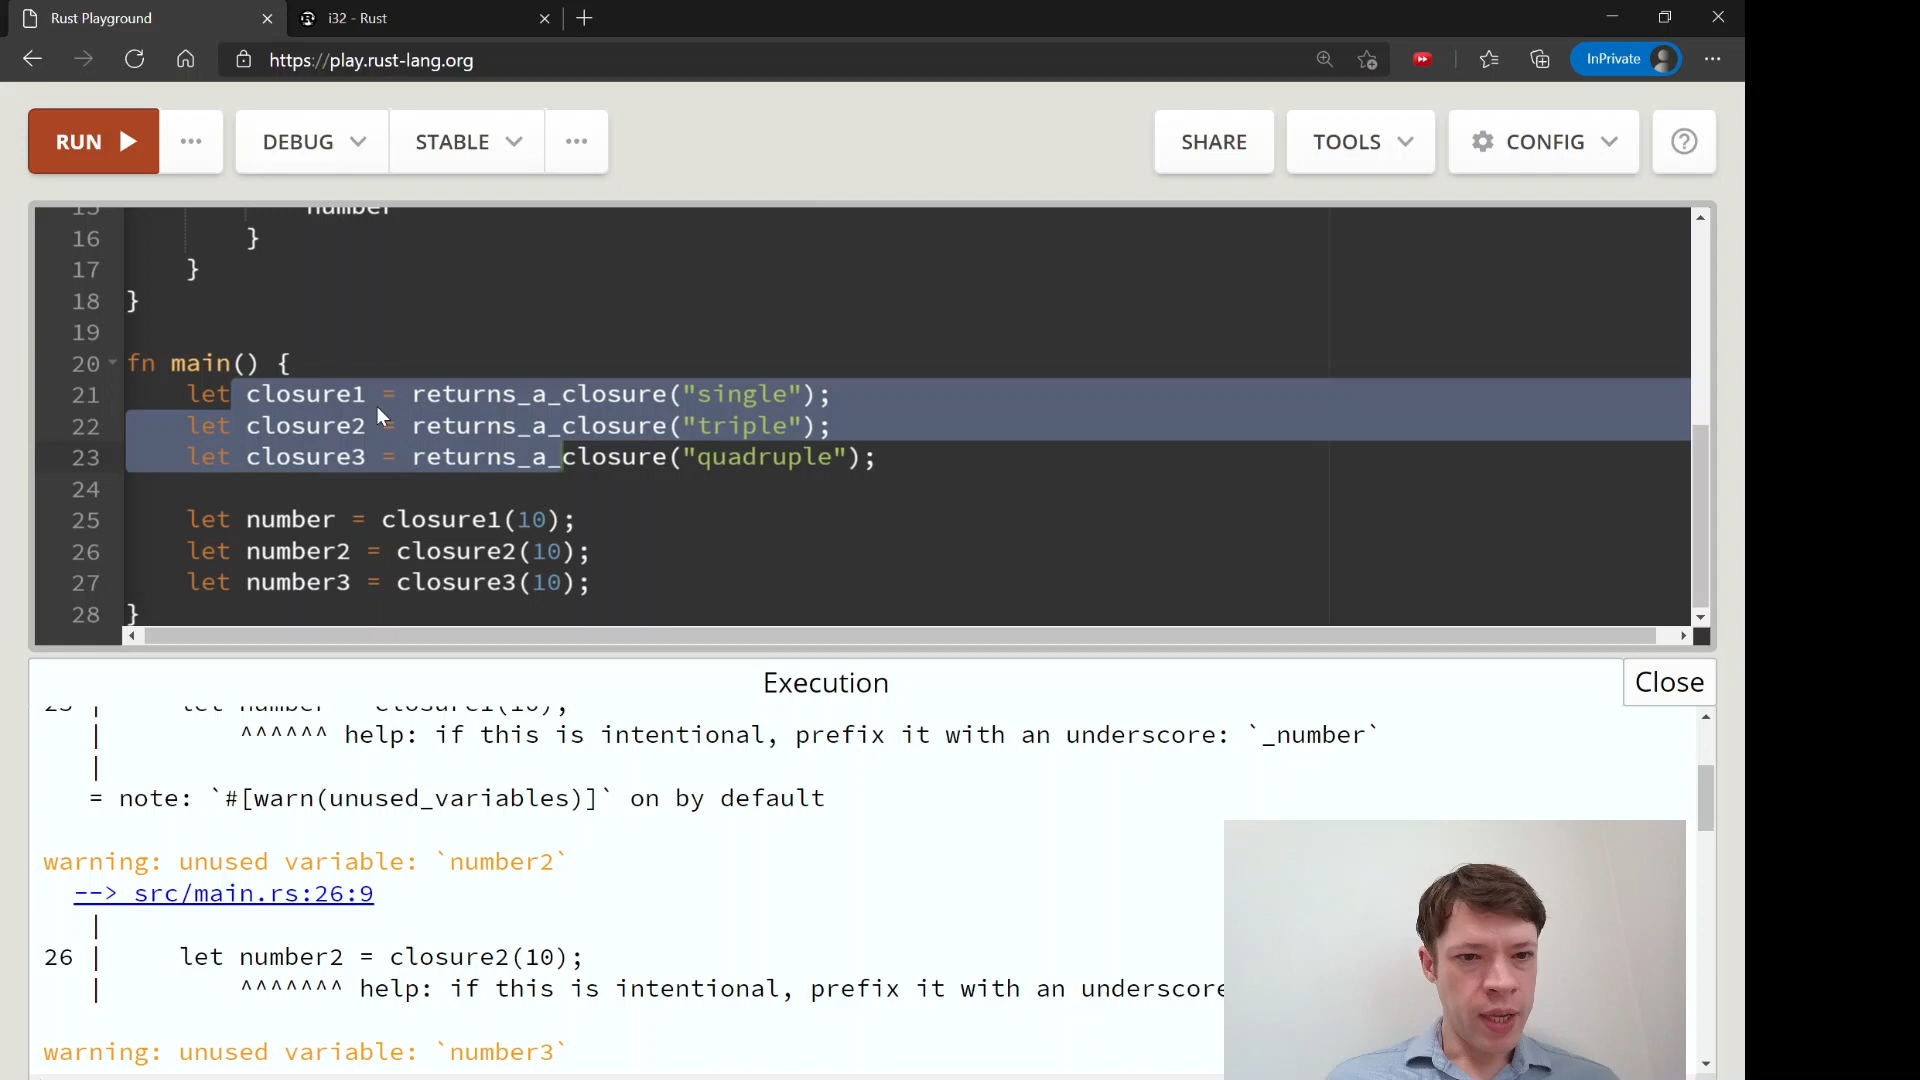 Rust Playground
i32 - Rust
https://play.rust-lang.org
InPrivate
RUN
DEBUG
STABLE
SHARE
TOOLS
CONFIG
15 number
16 }
17 }
18 }
19
20 fn main() {
21 let closure1 = returns_a_closure("single");
22 let closure2 = returns_a_closure("triple");
23 let closure3 = returns_a_closure("quadruple");
24
25 let number = closure1(10);
26 let number2 = closure2(10);
27 let number3 = closure3(10);
28 }
Execution
Close
25 | let number = closure1(10);
| ^^^^^^ help: if this is intentional, prefix it with an underscore: `_number`
|
= note: `#[warn(unused_variables)]` on by default
warning: unused variable: `number2`
--> src/main.rs:26:9
|
26 | let number2 = closure2(10);
| ^^^^^^^ help: if this is intentional, prefix it with an underscore
warning: unused variable: `number3`